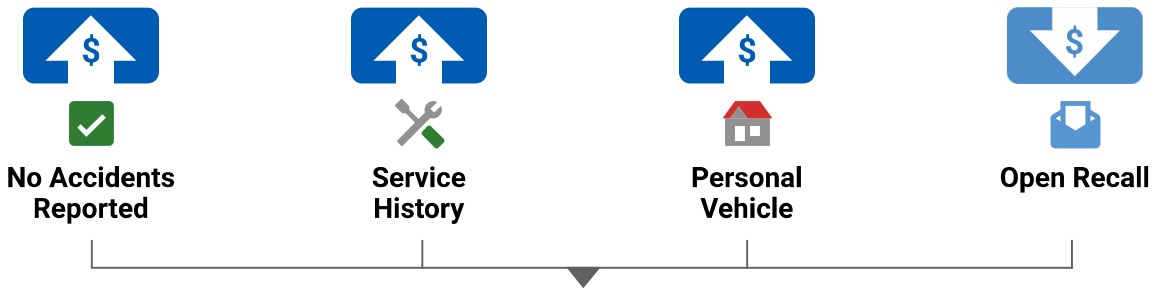 $
$
$
$
No Accidents
Reported
Service
History
Personal
Vehicle
Open Recall